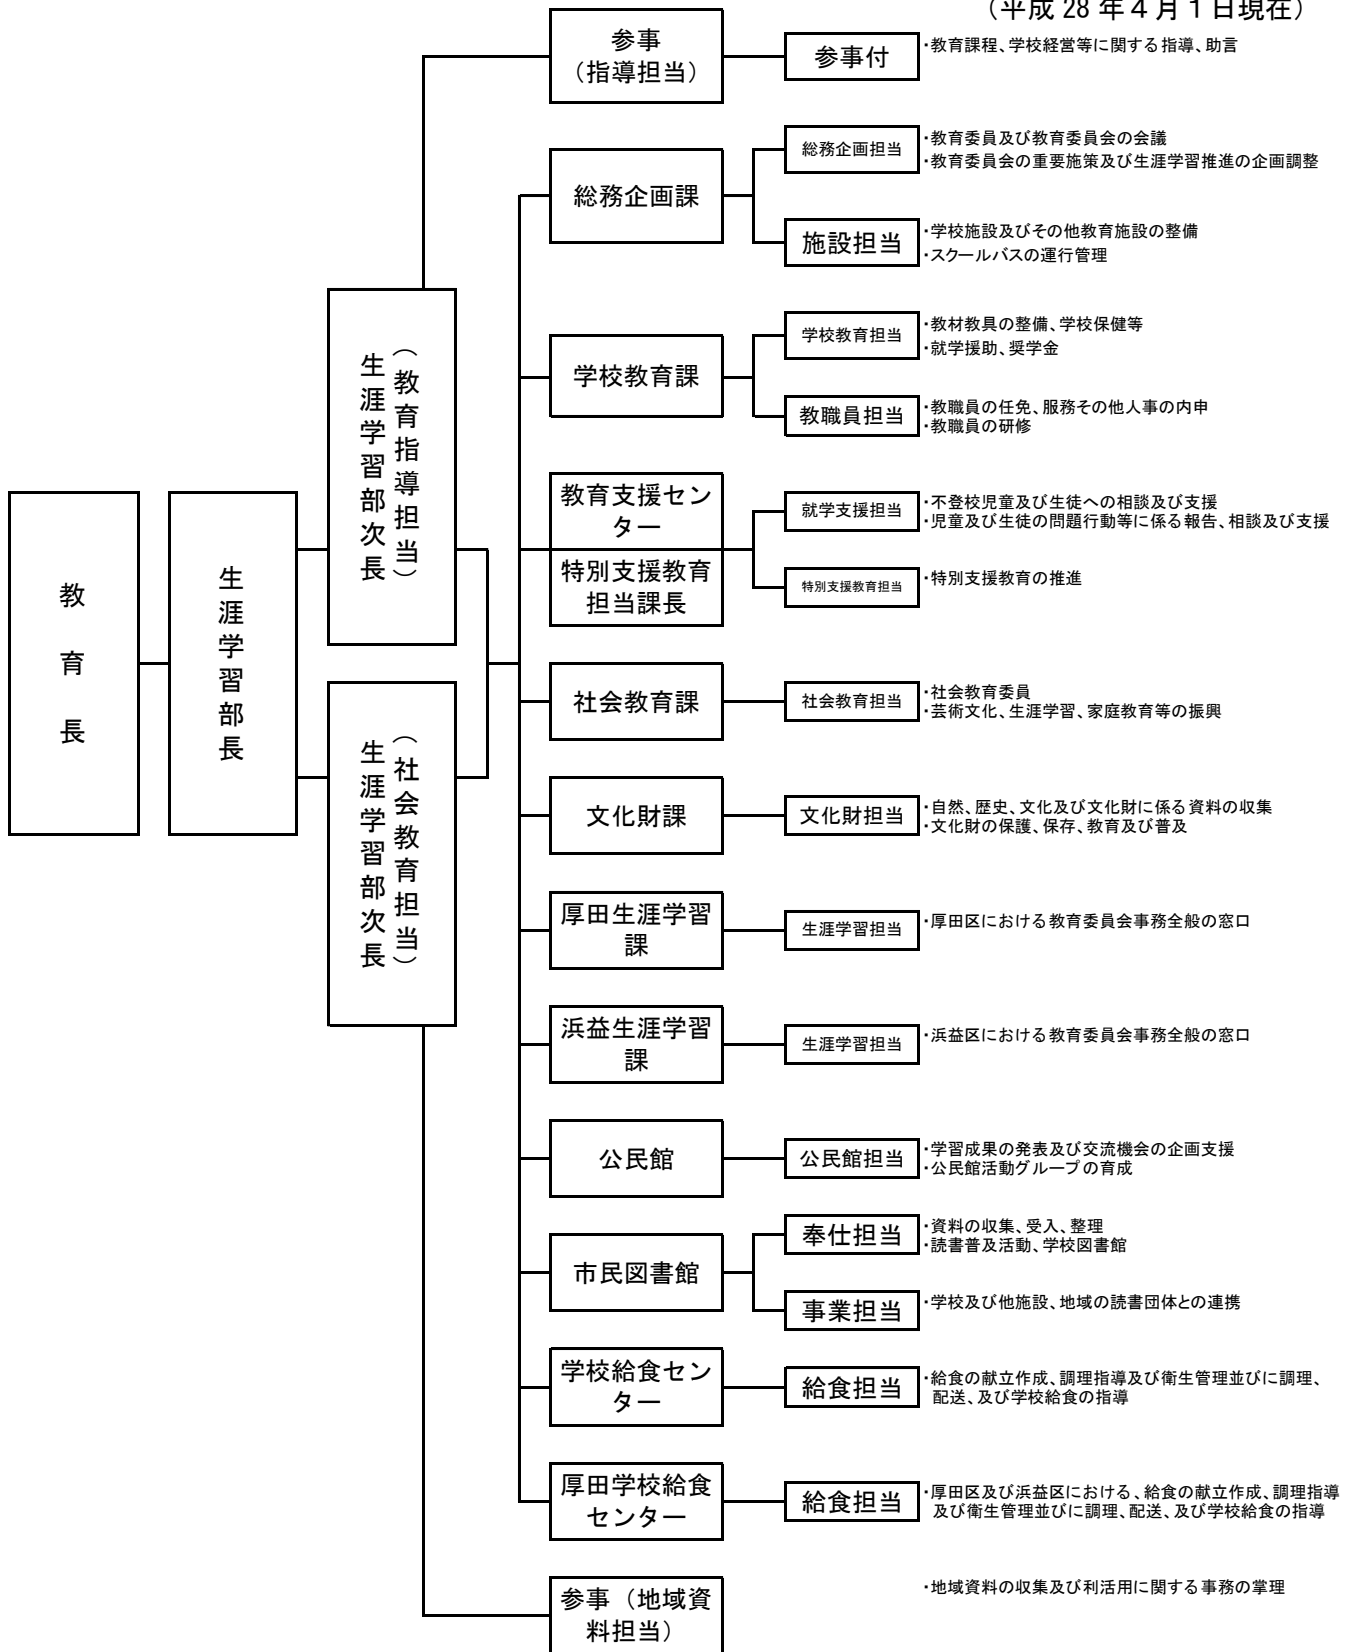 （平成 28 年４月１日現在）
教
育
長
生涯学習部長
生涯学習部次長
（教育指導担当）
生涯学習部次長
（社会教育担当）
参事
（指導担当）
参事付
・教育課程、学校経営等に関する指導、助言
総務企画課
総務企画担当
・教育委員及び教育委員会の会議
・教育委員会の重要施策及び生涯学習推進の企画調整
施設担当
・学校施設及びその他教育施設の整備
・スクールバスの運行管理
学校教育課
学校教育担当
・教材教具の整備、学校保健等
・就学援助、奨学金
教職員担当
・教職員の任免、服務その他人事の内申
・教職員の研修
教育支援セン
ター
特別支援教育
担当課長
就学支援担当
・不登校児童及び生徒への相談及び支援
・児童及び生徒の問題行動等に係る報告、相談及び支援
特別支援教育担当
・特別支援教育の推進
社会教育課
社会教育担当
・社会教育委員
・芸術文化、生涯学習、家庭教育等の振興
文化財課
文化財担当
・自然、歴史、文化及び文化財に係る資料の収集
・文化財の保護、保存、教育及び普及
厚田生涯学習
課
生涯学習担当
・厚田区における教育委員会事務全般の窓口
浜益生涯学習
課
生涯学習担当
・浜益区における教育委員会事務全般の窓口
公民館
公民館担当
・学習成果の発表及び交流機会の企画支援
・公民館活動グループの育成
市民図書館
奉仕担当
・資料の収集、受入、整理
・読書普及活動、学校図書館
事業担当
・学校及び他施設、地域の読書団体との連携
学校給食セン
ター
給食担当
・給食の献立作成、調理指導及び衛生管理並びに調理、
配送、及び学校給食の指導
厚田学校給食
センター
給食担当
・厚田区及び浜益区における、給食の献立作成、調理指導
及び衛生管理並びに調理、配送、及び学校給食の指導
参事（地域資
料担当）
・地域資料の収集及び利活用に関する事務の掌理